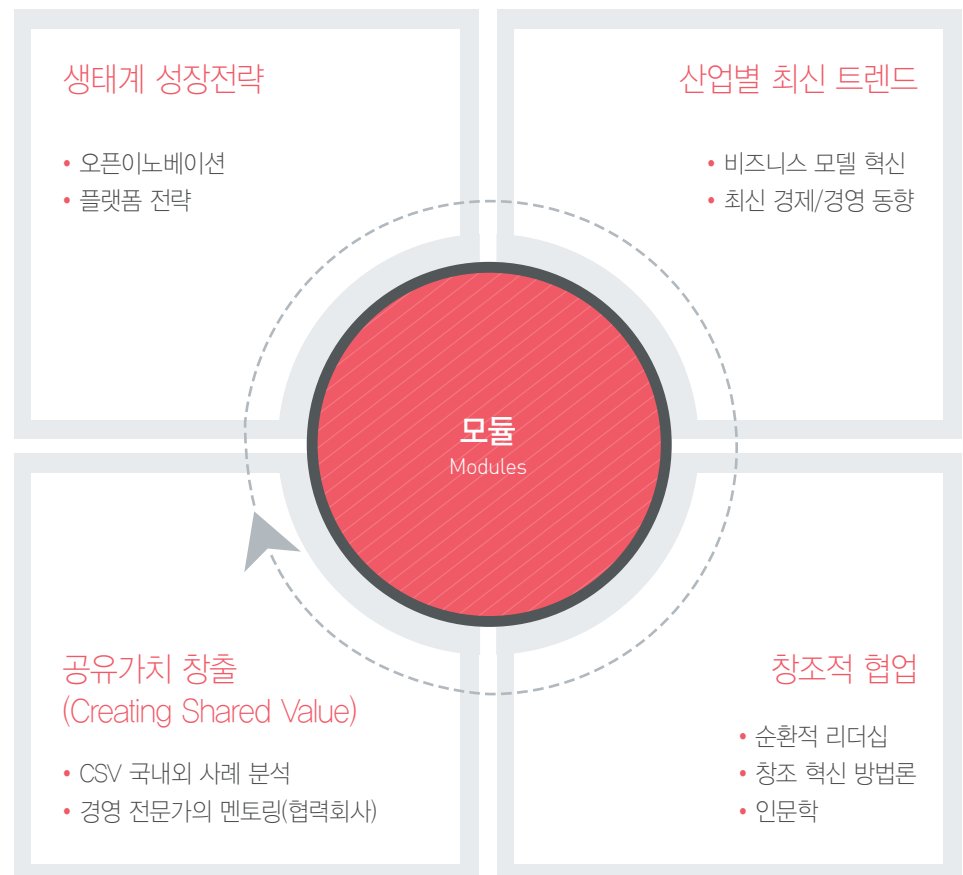 생태계 성장전략
• 오픈이노베이션
• 플랫폼 전략
산업별 최신 트렌드
• 비즈니스 모델 혁신
• 최신 경제/경영 동향
모듈
Modules
공유가치 창출
(Creating Shared Value)
• CSV 국내외 사례 분석
• 경영 전문가의 멘토링(협력회사)
창조적 협업
• 순환적 리더십
• 창조 혁신 방법론
• 인문학